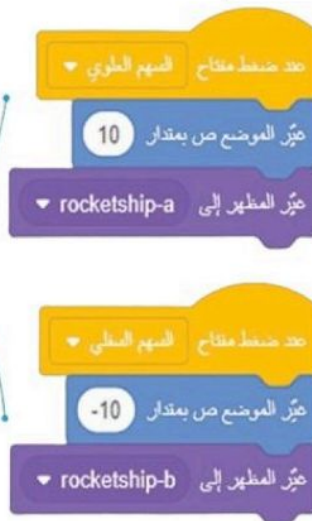 عند ضغط مفتاح السهم العلوي
غيّر الموضع ص بمقدار 10
غيّر المظهر إلى rocketship-a
عند ضغط مفتاح السهم السفلي
غيّر الموضع ص بمقدار -10
غيّر المظهر إلى rocketship-b